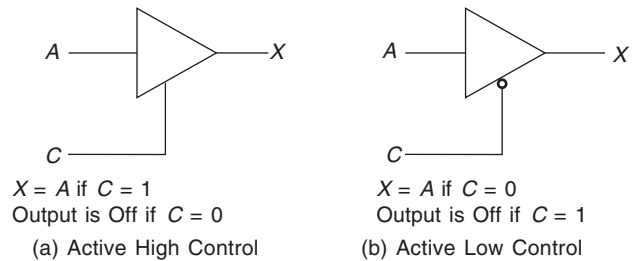 A
X
C
X = A if C = 1
Output is Off if C = 0
(a) Active High Control
A
X
C
X = A if C = 0
Output is Off if C = 1
(b) Active Low Control